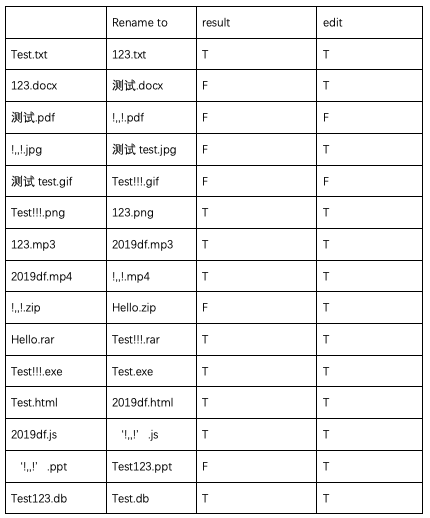 Rename to result edit
Test.txt 123.txt T T
123.docx 测试.docx F T
测试.pdf !,,!.pdf F F
!,,!.jpg 测试 test.jpg F T
测试 test.gif Test!!!.gif F F
Test!!!.png 123.png T T
123.mp3 2019df.mp3 T T
2019df.mp4 !,,!.mp4 T T
!,,!.zip Hello.zip F T
Hello.rar Test!!!.rar T T
Test!!!.exe Test.exe T T
Test.html 2019df.html T T
2019df.js ‘!,,!’ .js T T
‘!,,!’ .ppt Test123.ppt F T
Test123.db Test.db T T